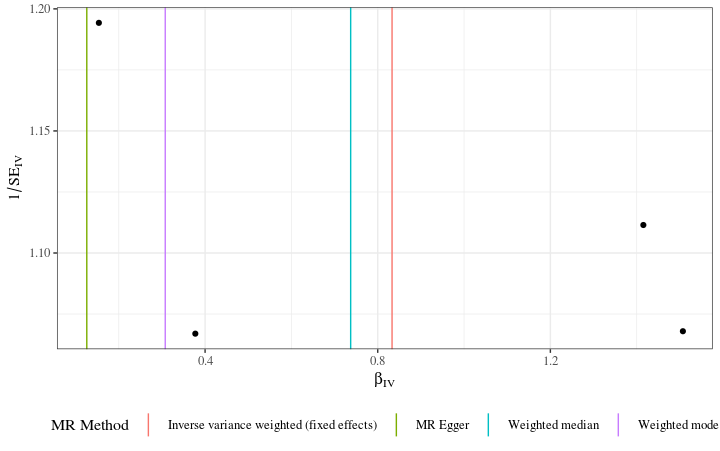 1.20
1.15
1.10
1/SE_IV
0.4 0.8 1.2
β_IV
MR Method Inverse variance weighted (fixed effects) MR Egger Weighted median Weighted mode